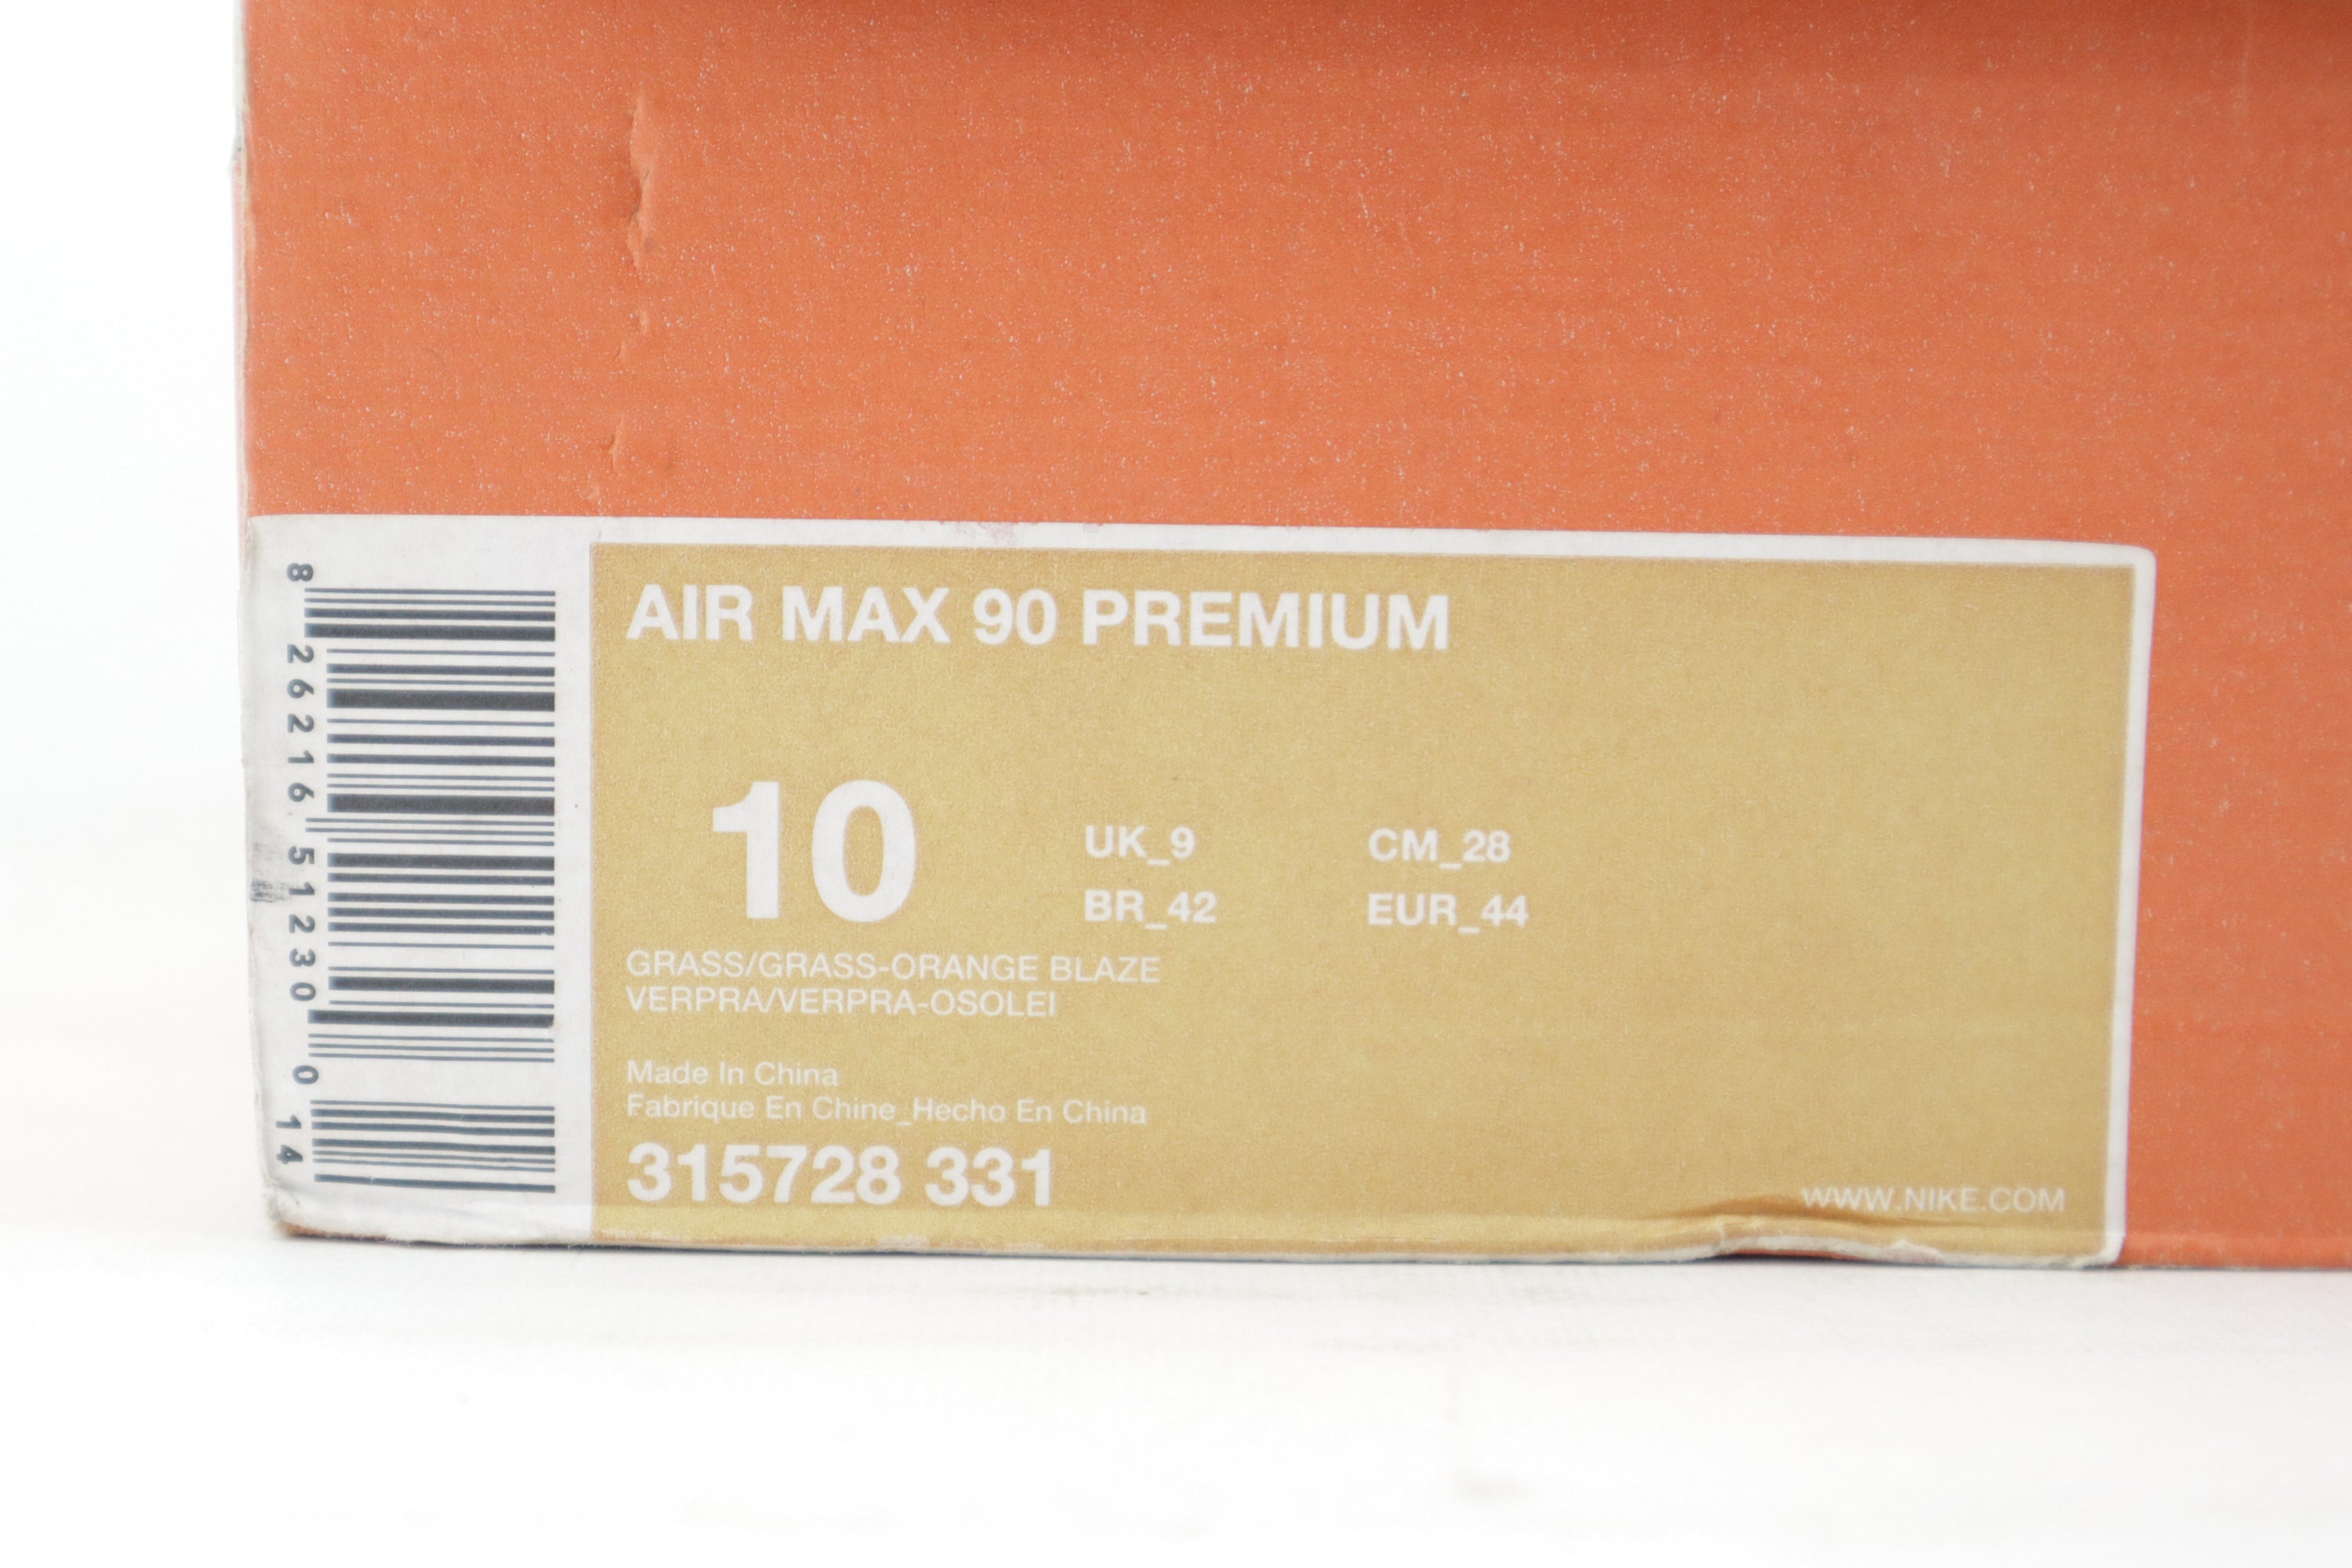 8 26216 51230 0 14
AIR MAX 90 PREMIUM
10
UK_9 CM_28
BR_42 EUR_44
GRASS/GRASS-ORANGE BLAZE
VERPRA/VERPRA-OSOLEI
Made In China
Fabrique En Chine_Hecho En China
315728 331
WWW.NIKE.COM